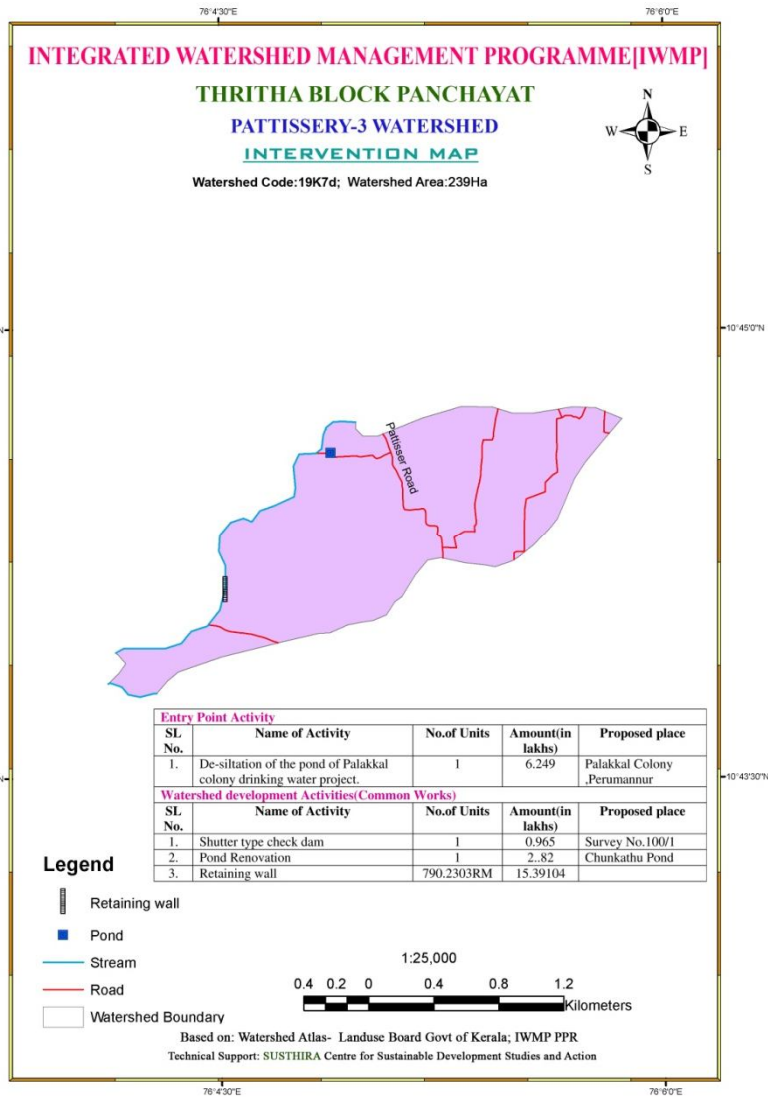 76°4'30"E 76°6'0"E
INTEGRATED WATERSHED MANAGEMENT PROGRAMME[IWMP]
THRITHA BLOCK PANCHAYAT
PATTISSERY-3 WATERSHED
INTERVENTION MAP
Watershed Code:19K7d; Watershed Area:239Ha
N
W E
S
10°45'0"N
Pattisser Road
Entry Point Activity
SL No. Name of Activity No.of Units Amount(in lakhs) Proposed place
1. De-siltation of the pond of Palakkal colony drinking water project. 1 6.249 Palakkal Colony ,Perumannur
Watershed development Activities(Common Works)
SL No. Name of Activity No.of Units Amount(in lakhs) Proposed place
1. Shutter type check dam 1 0.965 Survey No.100/1
2. Pond Renovation 1 2..82 Chunkathu Pond
3. Retaining wall 790.2303RM 15.39104
10°43'30"N
Legend
Retaining wall
Pond
Stream
Road
Watershed Boundary
1:25,000
0.4 0.2 0 0.4 0.8 1.2
Kilometers
Based on: Watershed Atlas- Landuse Board Govt of Kerala; IWMP PPR
Technical Support: SUSTHIRA Centre for Sustainable Development Studies and Action
76°4'30"E 76°6'0"E